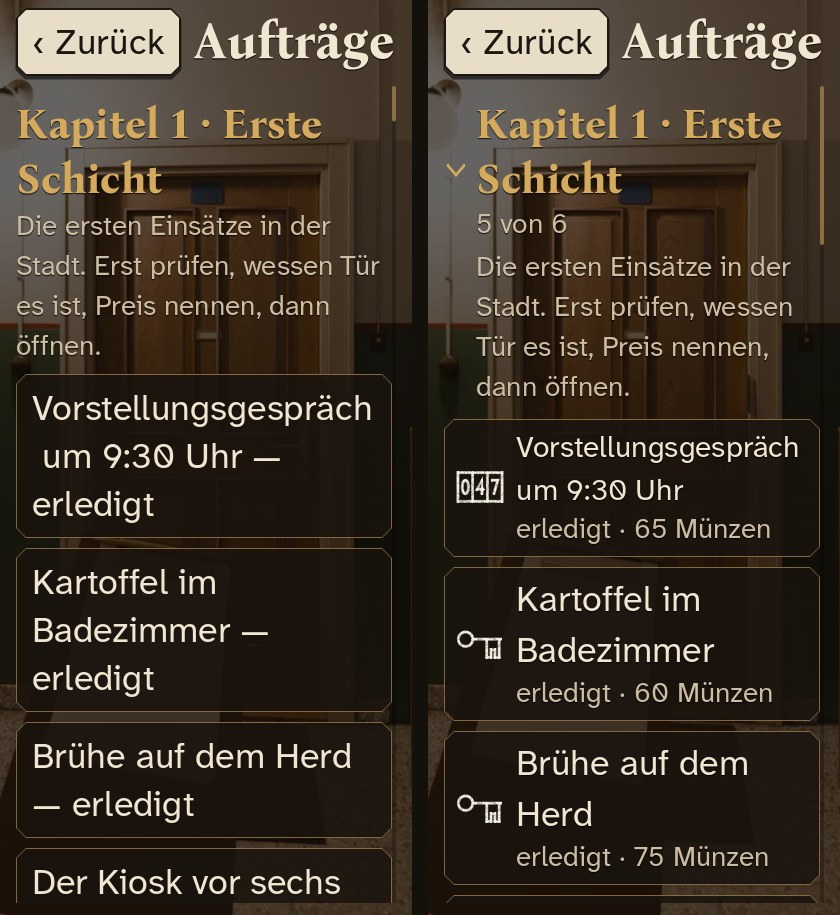 ‹ Zurück
Aufträge
Kapitel 1 · Erste
Schicht
Die ersten Einsätze in der
Stadt. Erst prüfen, wessen Tür
es ist, Preis nennen, dann
öffnen.
Vorstellungsgespräch
um 9:30 Uhr —
erledigt
Kartoffel im
Badezimmer —
erledigt
Brühe auf dem Herd
— erledigt
Der Kiosk vor sechs
‹ Zurück
Aufträge
Kapitel 1 · Erste
Schicht
5 von 6
Die ersten Einsätze in der
Stadt. Erst prüfen, wessen
Tür es ist, Preis nennen,
dann öffnen.
047
Vorstellungsgespräch
um 9:30 Uhr
erledigt · 65 Münzen
Kartoffel im
Badezimmer
erledigt · 60 Münzen
Brühe auf dem
Herd
erledigt · 75 Münzen